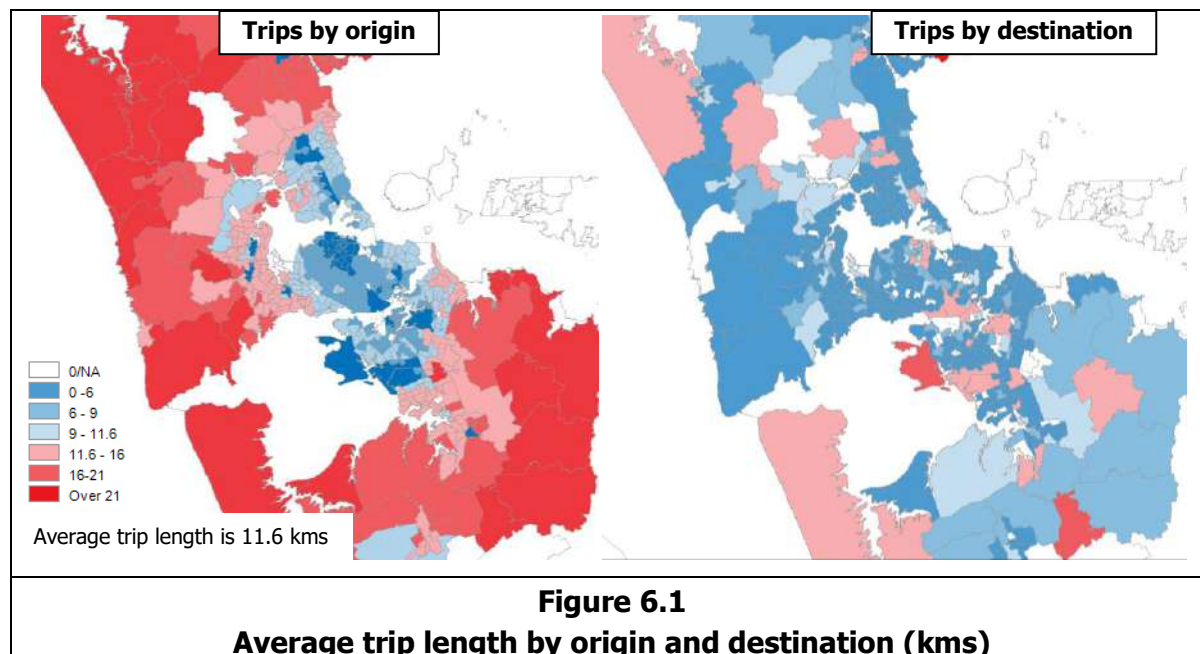 Trips by origin
Trips by destination
0/NA
0 -6
6 - 9
9 - 11.6
11.6 - 16
16-21
Over 21
Average trip length is 11.6 kms
Figure 6.1
Average trip length by origin and destination (kms)